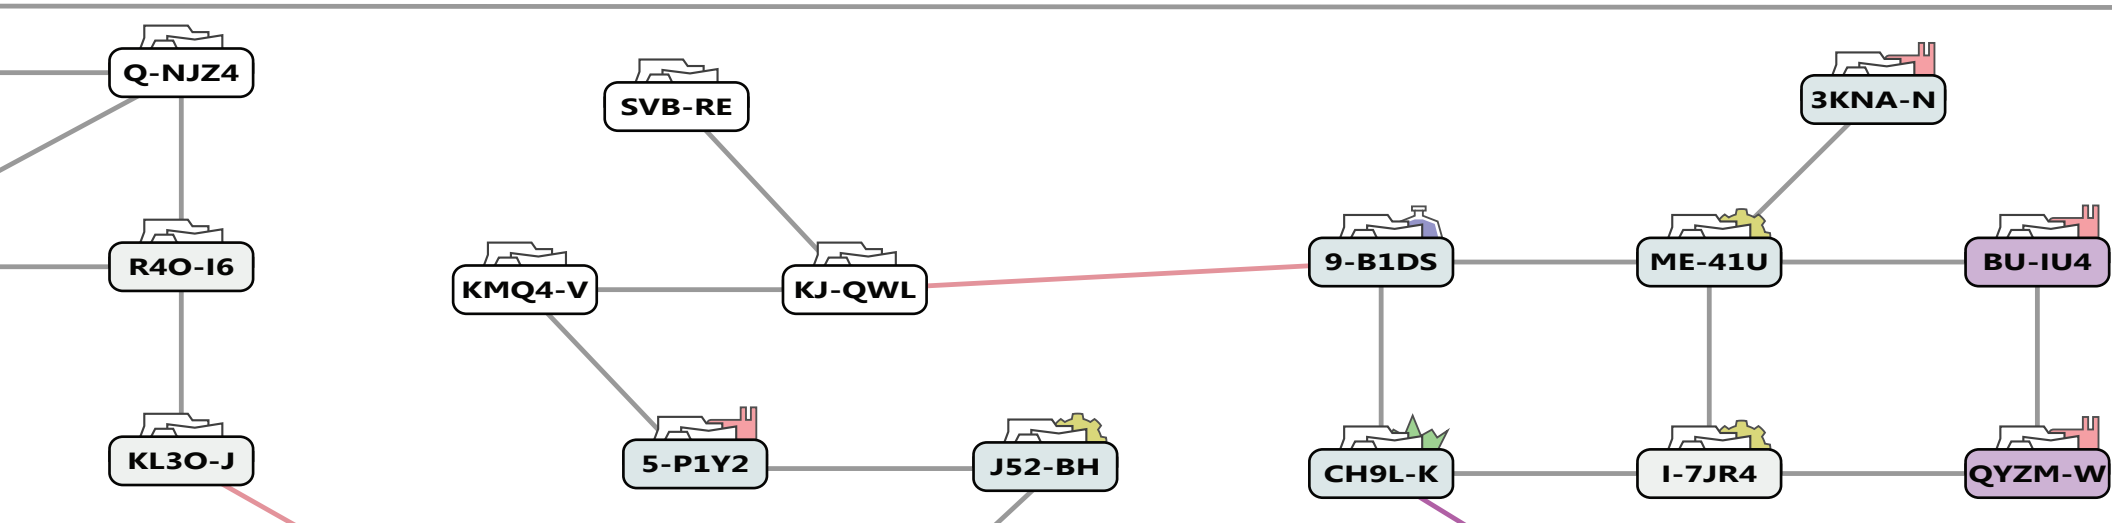 Q-NJZ4
SVB-RE
3KNA-N
R4O-I6
KMQ4-V
KJ-QWL
9-B1DS
ME-41U
BU-IU4
KL3O-J
5-P1Y2
J52-BH
CH9L-K
I-7JR4
QYZM-W